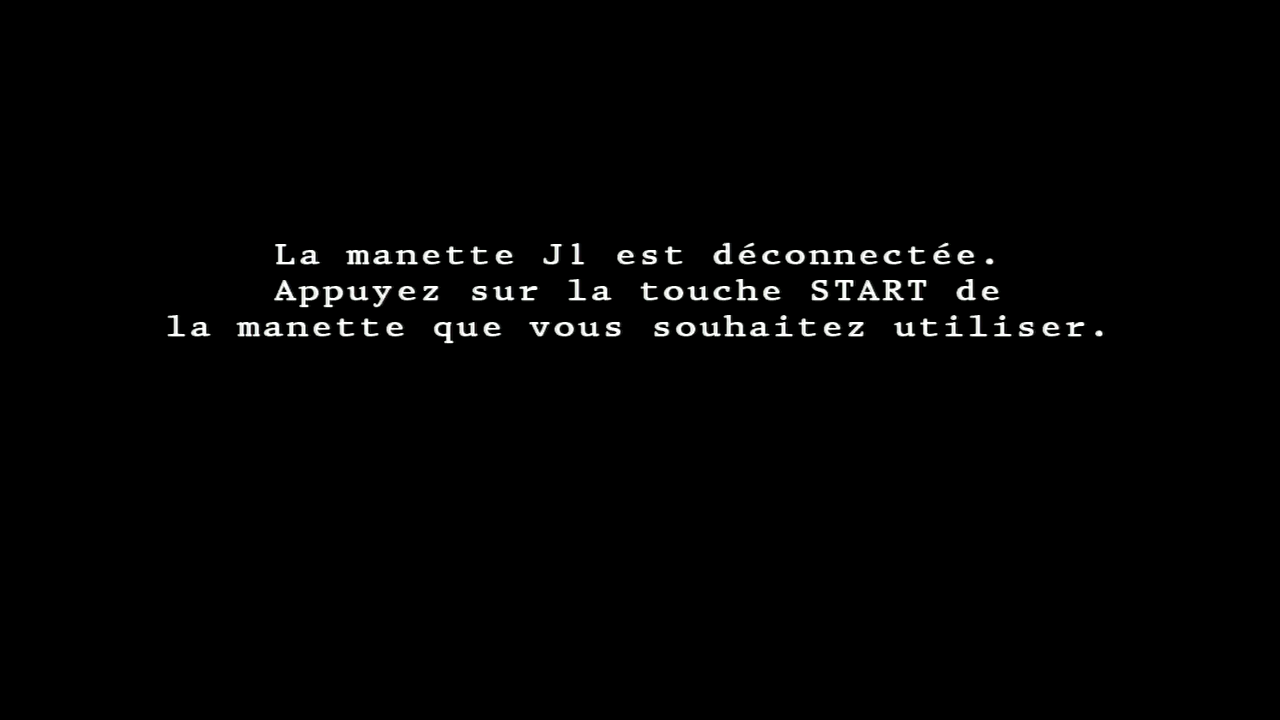 La manette J1 est déconnectée.
Appuyez sur la touche START de
la manette que vous souhaitez utiliser.